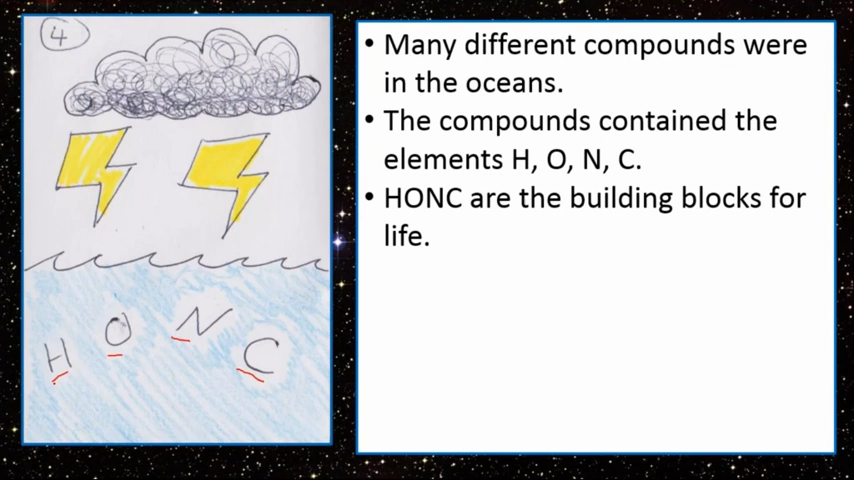 4
H O N C
• Many different compounds were
in the oceans.
• The compounds contained the
elements H, O, N, C.
• HONC are the building blocks for
life.